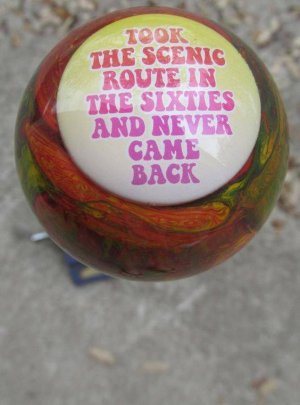 TOOK
THE SCENIC
ROUTE IN
THE SIXTIES
AND NEVER
CAME
BACK